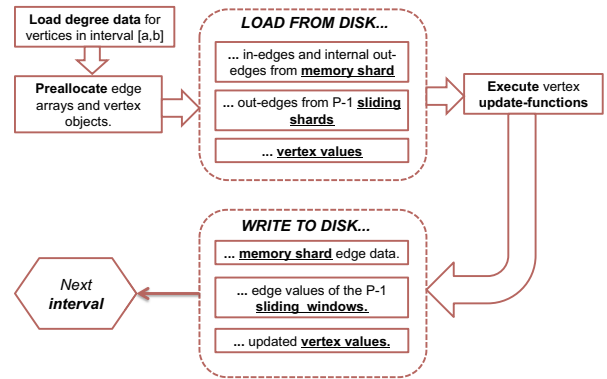 Load degree data for
vertices in interval [a,b]
Preallocate edge
arrays and vertex
objects.
LOAD FROM DISK...
... in-edges and internal out-
edges from memory shard
... out-edges from P-1 sliding
shards
... vertex values
Execute vertex
update-functions
WRITE TO DISK...
... memory shard edge data.
... edge values of the P-1
sliding windows.
... updated vertex values.
Next
interval